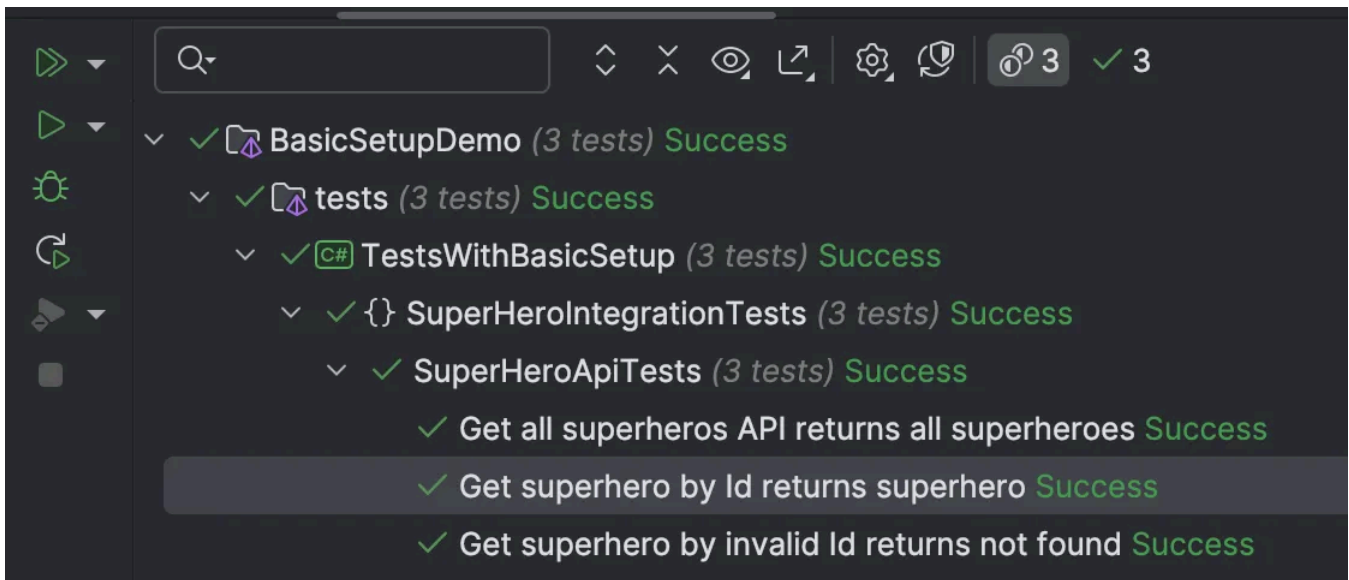 3 3
BasicSetupDemo (3 tests) Success
tests (3 tests) Success
C# TestsWithBasicSetup (3 tests) Success
{} SuperHeroIntegrationTests (3 tests) Success
SuperHeroApiTests (3 tests) Success
Get all superheros API returns all superheroes Success
Get superhero by Id returns superhero Success
Get superhero by invalid Id returns not found Success